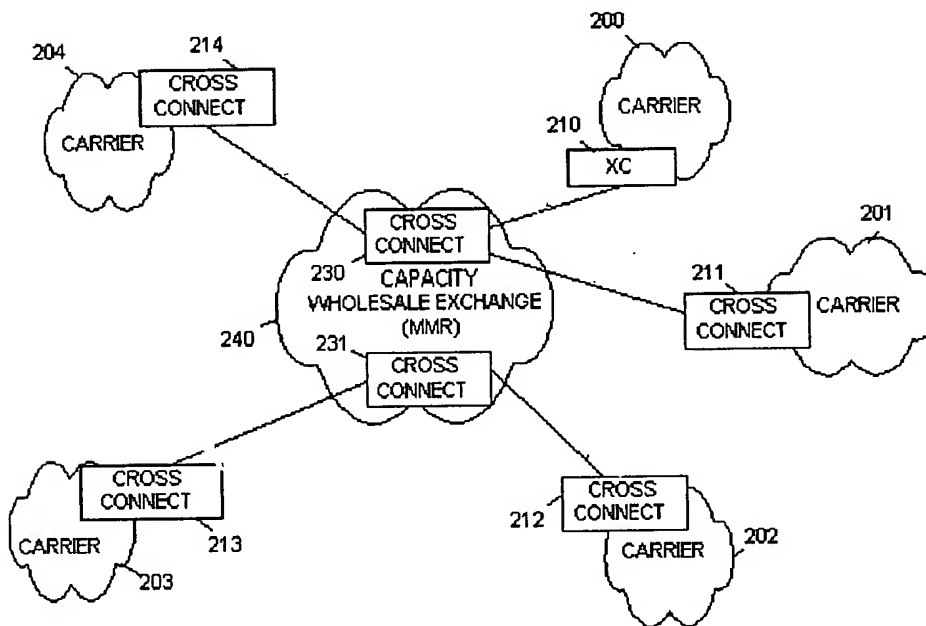 204
214
CROSS
CONNECT
CARRIER
200
CARRIER
210
XC
CROSS
CONNECT
230
CAPACITY
WHOLESALE EXCHANGE
(MMR)
240
231
CROSS
CONNECT
201
211
CROSS
CONNECT
CARRIER
CROSS
CONNECT
213
CARRIER
203
CROSS
CONNECT
212
CARRIER
202